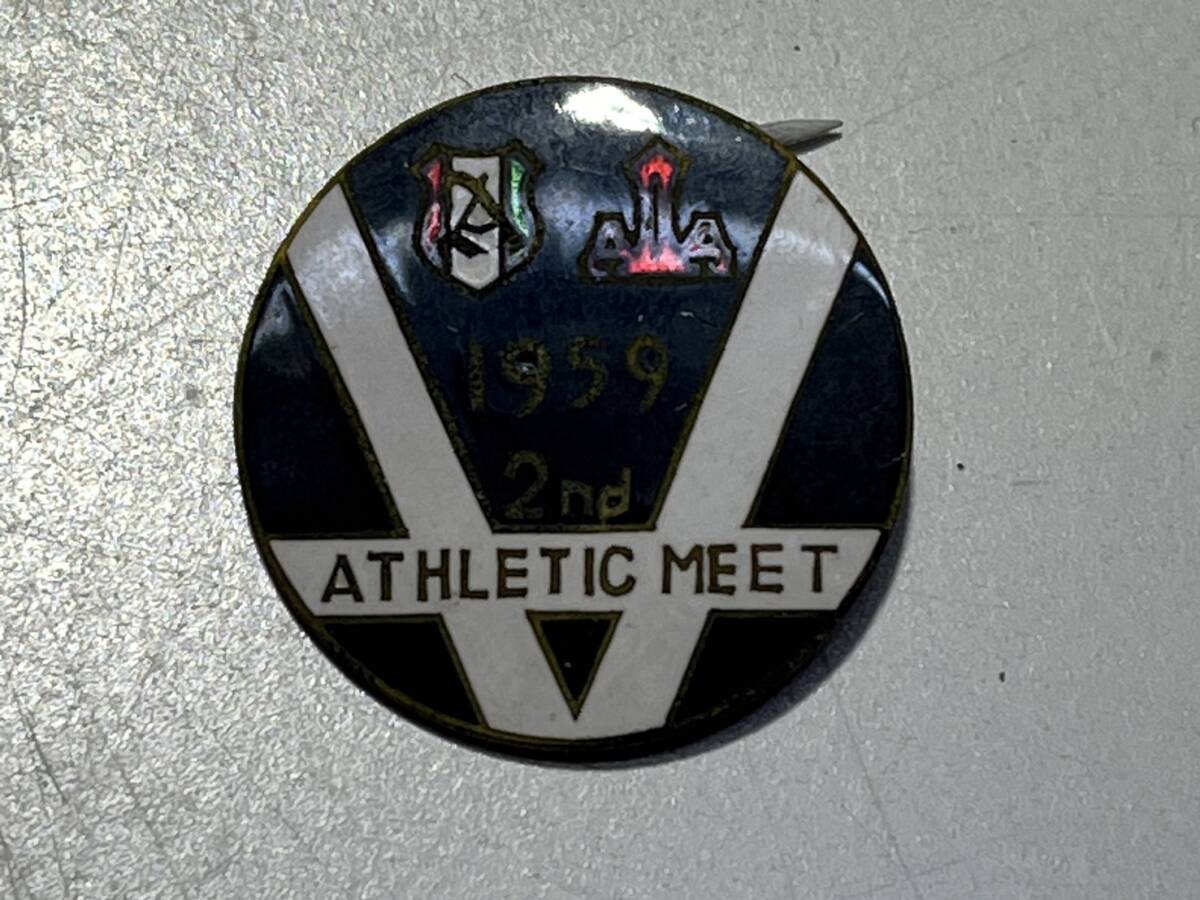 A A
1959
2nd
ATHLETIC MEET